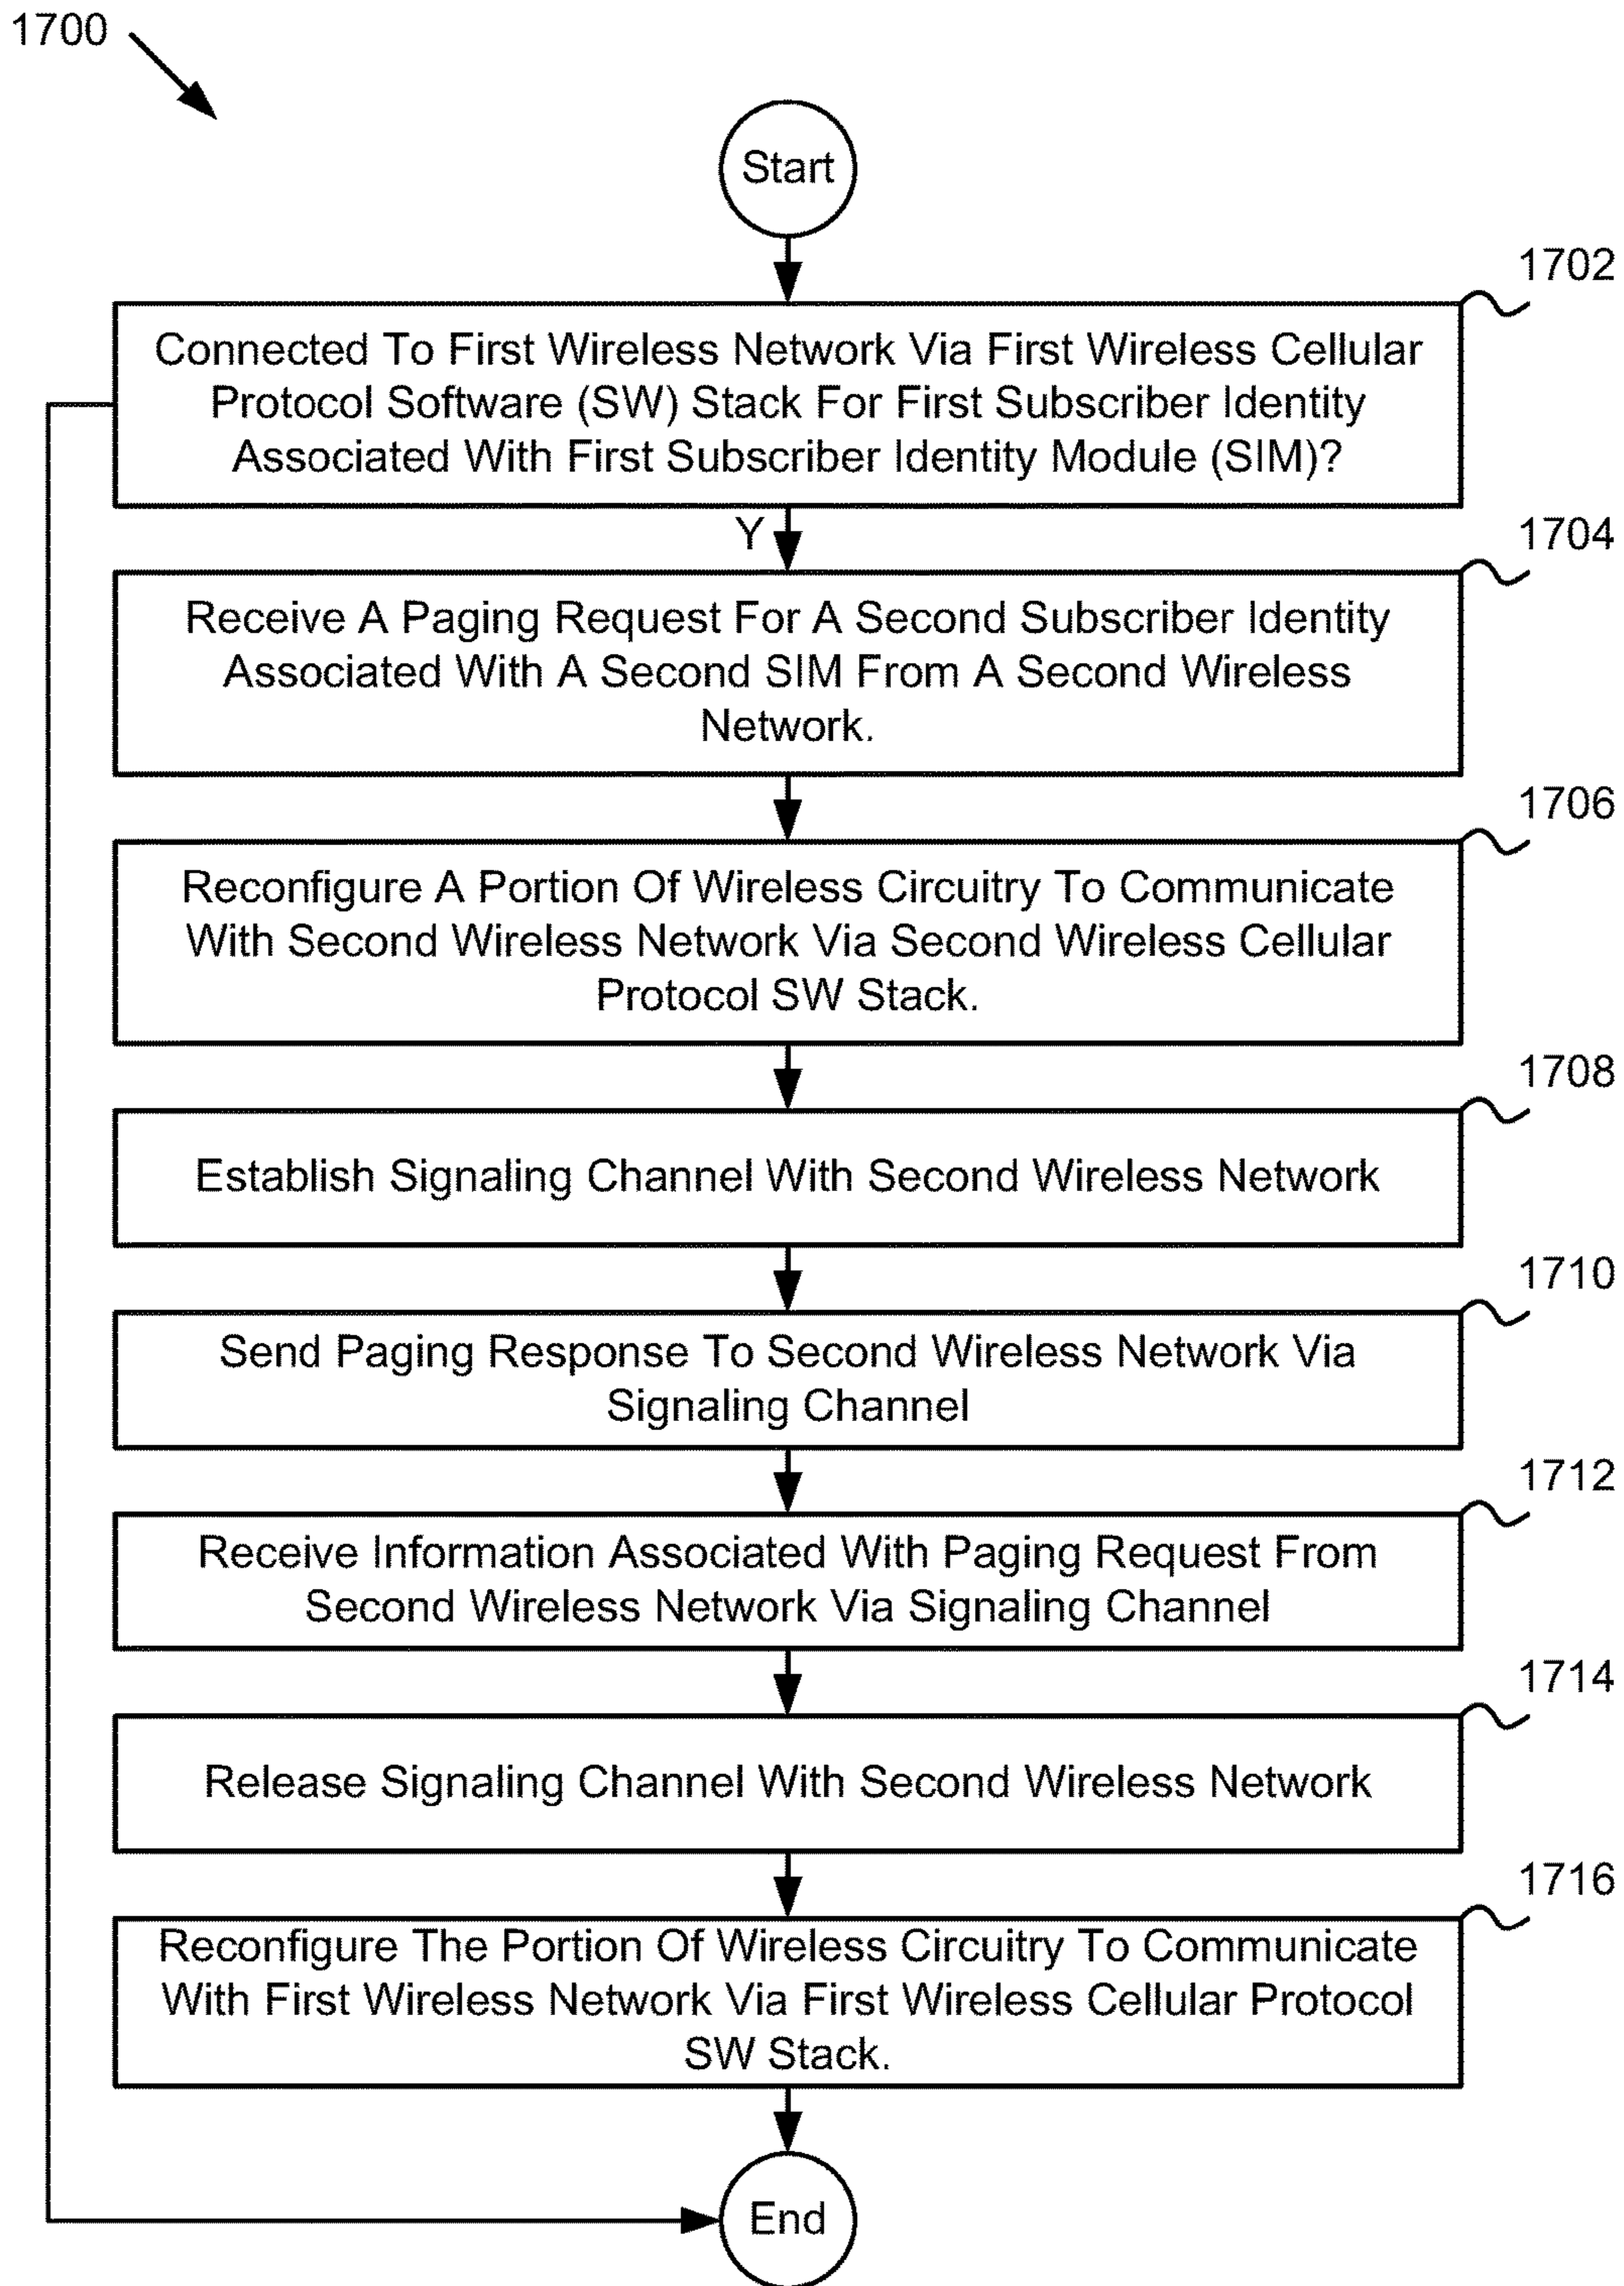 1700
Start
1702
Connected To First Wireless Network Via First Wireless Cellular
Protocol Software (SW) Stack For First Subscriber Identity
Associated With First Subscriber Identity Module (SIM)?
Y
1704
Receive A Paging Request For A Second Subscriber Identity
Associated With A Second SIM From A Second Wireless
Network.
1706
Reconfigure A Portion Of Wireless Circuitry To Communicate
With Second Wireless Network Via Second Wireless Cellular
Protocol SW Stack.
1708
Establish Signaling Channel With Second Wireless Network
1710
Send Paging Response To Second Wireless Network Via
Signaling Channel
1712
Receive Information Associated With Paging Request From
Second Wireless Network Via Signaling Channel
1714
Release Signaling Channel With Second Wireless Network
1716
Reconfigure The Portion Of Wireless Circuitry To Communicate
With First Wireless Network Via First Wireless Cellular Protocol
SW Stack.
End